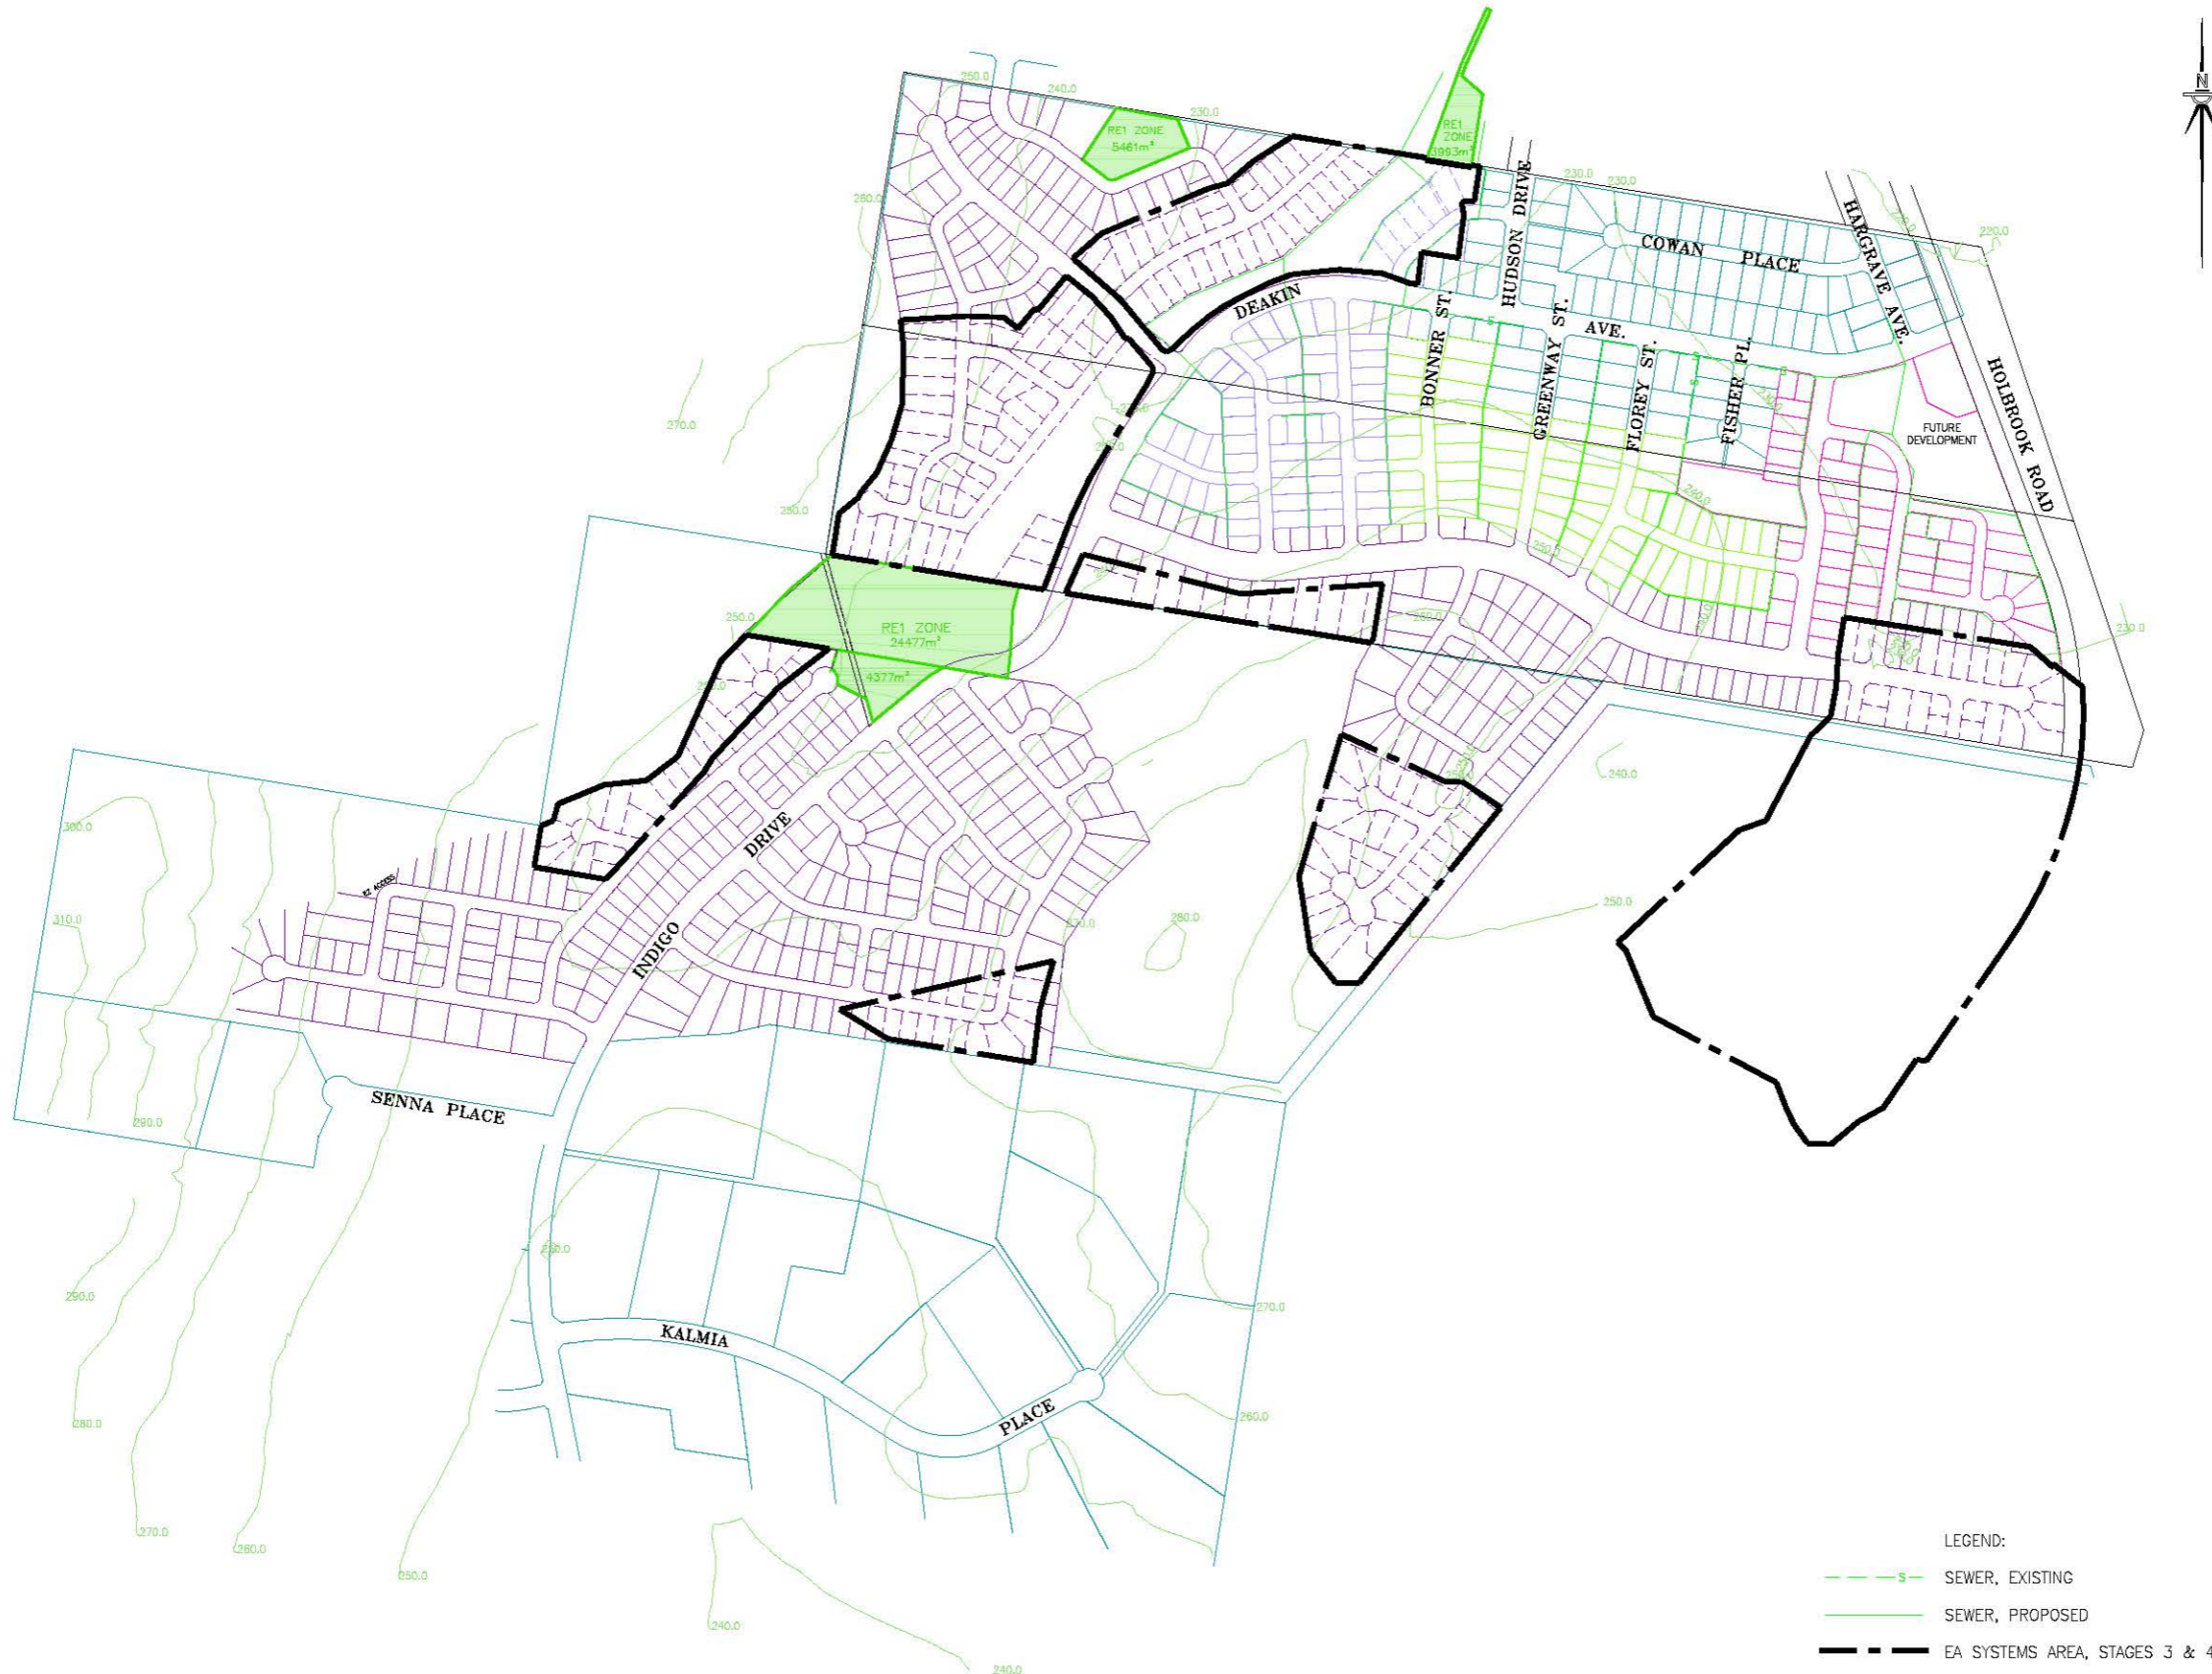 N
250.0
240.0
230.0
RE1 ZONE
5461m²
RE1
ZONE
3993m²
260.0
HUDSON DRIVE
230.0
230.0
HARGRAVE AVE.
220.0
COWAN PLACE
DEAKIN
AVE.
BONNER ST.
GREENWAY ST.
FLOREY ST.
FISHER PL.
HOLBROOK ROAD
S
S
S
FUTURE
DEVELOPMENT
270.0
250.0
240.0
250.0
RE1 ZONE
24477m²
4377m²
250.0
260.0
230.0
240.0
300.0
310.0
DRIVE
INDIGO
250.0
280.0
SENNA PLACE
280.0
290.0
280.0
270.0
260.0
250.0
KALMIA
PLACE
270.0
260.0
240.0
240.0
LEGEND:
S SEWER, EXISTING
SEWER, PROPOSED
EA SYSTEMS AREA, STAGES 3 & 4